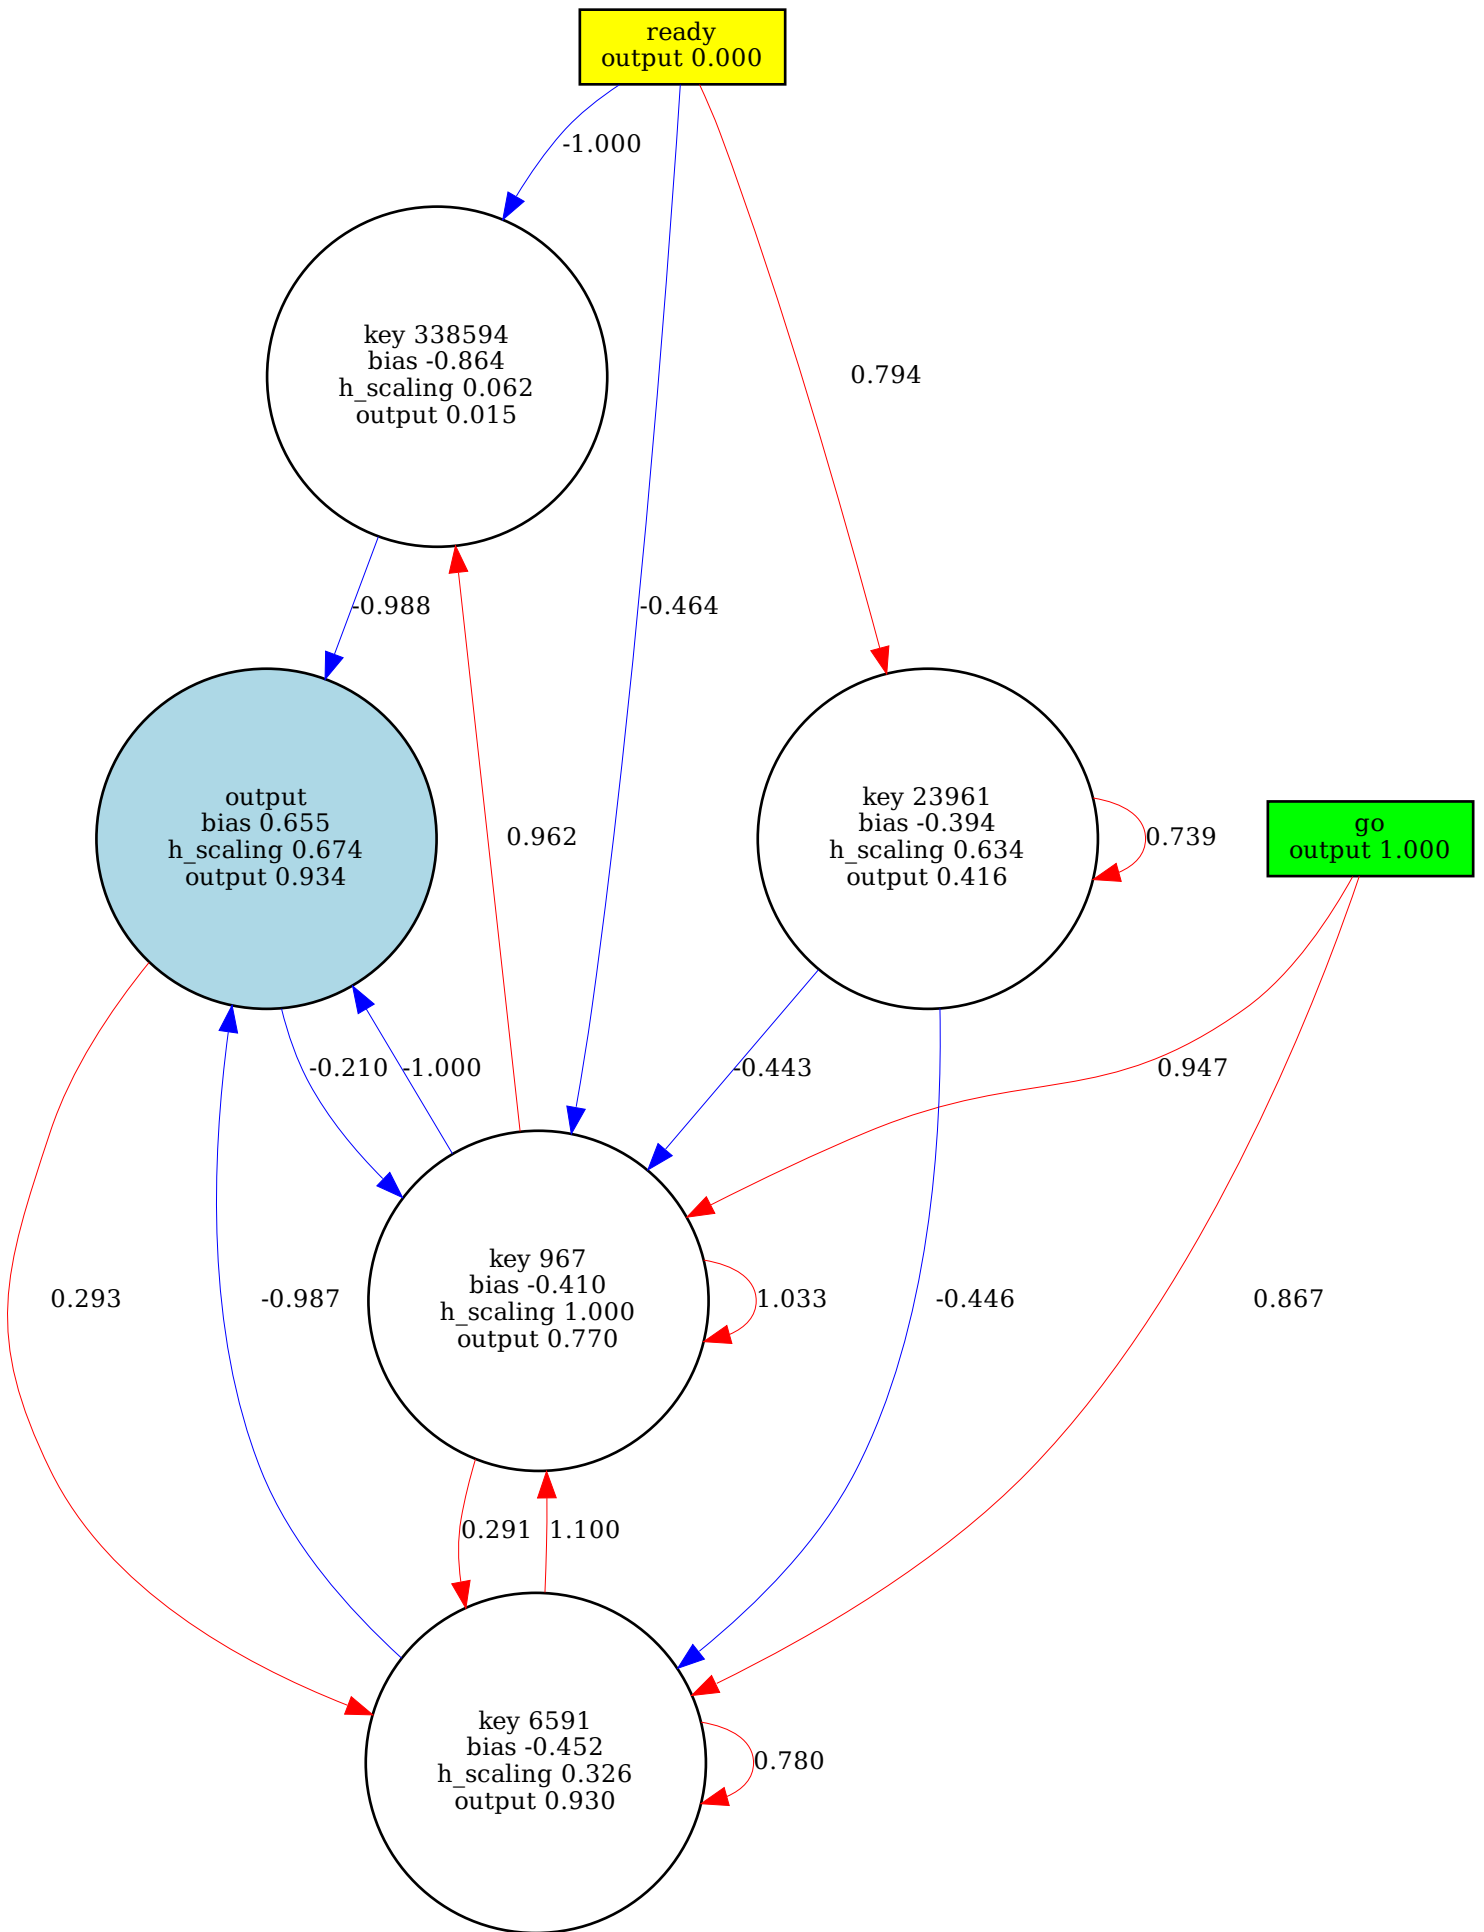 ready
output 0.000
-1.000
key 338594
bias -0.864
h_scaling 0.062
output 0.015
0.794
-0.988
-0.464
output
bias 0.655
h_scaling 0.674
output 0.934
0.962
key 23961
bias -0.394
h_scaling 0.634
output 0.416
0.739
go
output 1.000
-0.210
-1.000
-0.443
0.947
key 967
bias -0.410
h_scaling 1.000
output 0.770
0.293
-0.987
1.033
-0.446
0.867
0.291
1.100
key 6591
bias -0.452
h_scaling 0.326
output 0.930
0.780